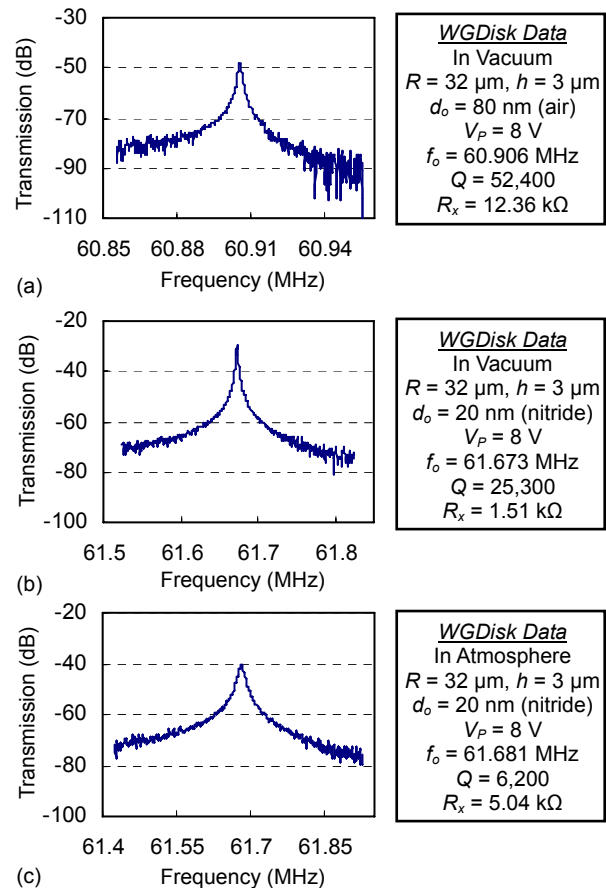 Transmission (dB)
-30
-50
-70
-90
-110
60.85 60.88 60.91 60.94
Frequency (MHz)
(a)
WGDisk Data
In Vacuum
R = 32 µm, h = 3 µm
dₒ = 80 nm (air)
V_P = 8 V
fₒ = 60.906 MHz
Q = 52,400
Rₓ = 12.36 kΩ
Transmission (dB)
-20
-40
-60
-80
-100
61.5 61.6 61.7 61.8
Frequency (MHz)
(b)
WGDisk Data
In Vacuum
R = 32 µm, h = 3 µm
dₒ = 20 nm (nitride)
V_P = 8 V
fₒ = 61.673 MHz
Q = 25,300
Rₓ = 1.51 kΩ
Transmission (dB)
-20
-40
-60
-80
-100
61.4 61.55 61.7 61.85
Frequency (MHz)
(c)
WGDisk Data
In Atmosphere
R = 32 µm, h = 3 µm
dₒ = 20 nm (nitride)
V_P = 8 V
fₒ = 61.681 MHz
Q = 6,200
Rₓ = 5.04 kΩ